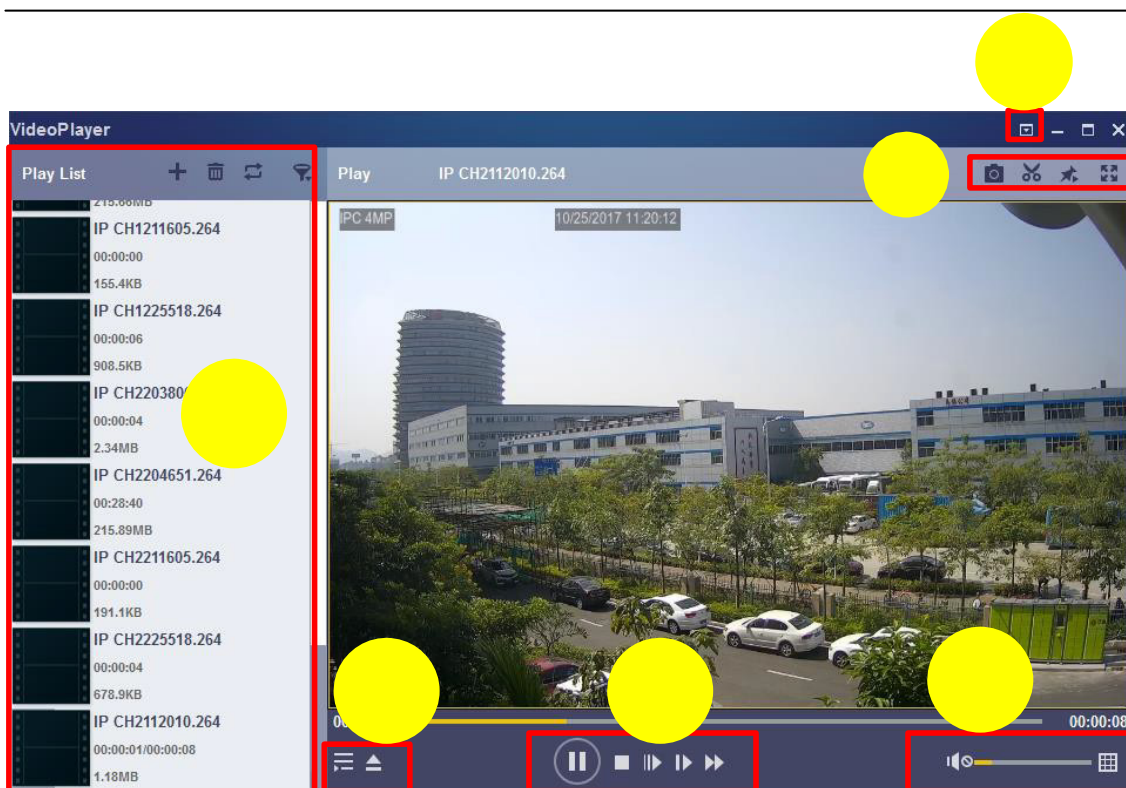 VideoPlayer
Play List
Play IP CH2112010.264
215.66MB
IP CH1211605.264
00:00:00
155.4KB
IP CH1225518.264
00:00:06
908.5KB
00:00:04
2.34MB
IP CH2204651.264
00:28:40
215.89MB
IP CH2211605.264
00:00:00
191.1KB
IP CH2225518.264
00:00:04
678.9KB
IP CH2112010.264
00:00:01/00:00:08
1.18MB
IPC 4MP 10/25/2017 11:20:12
00:00:08